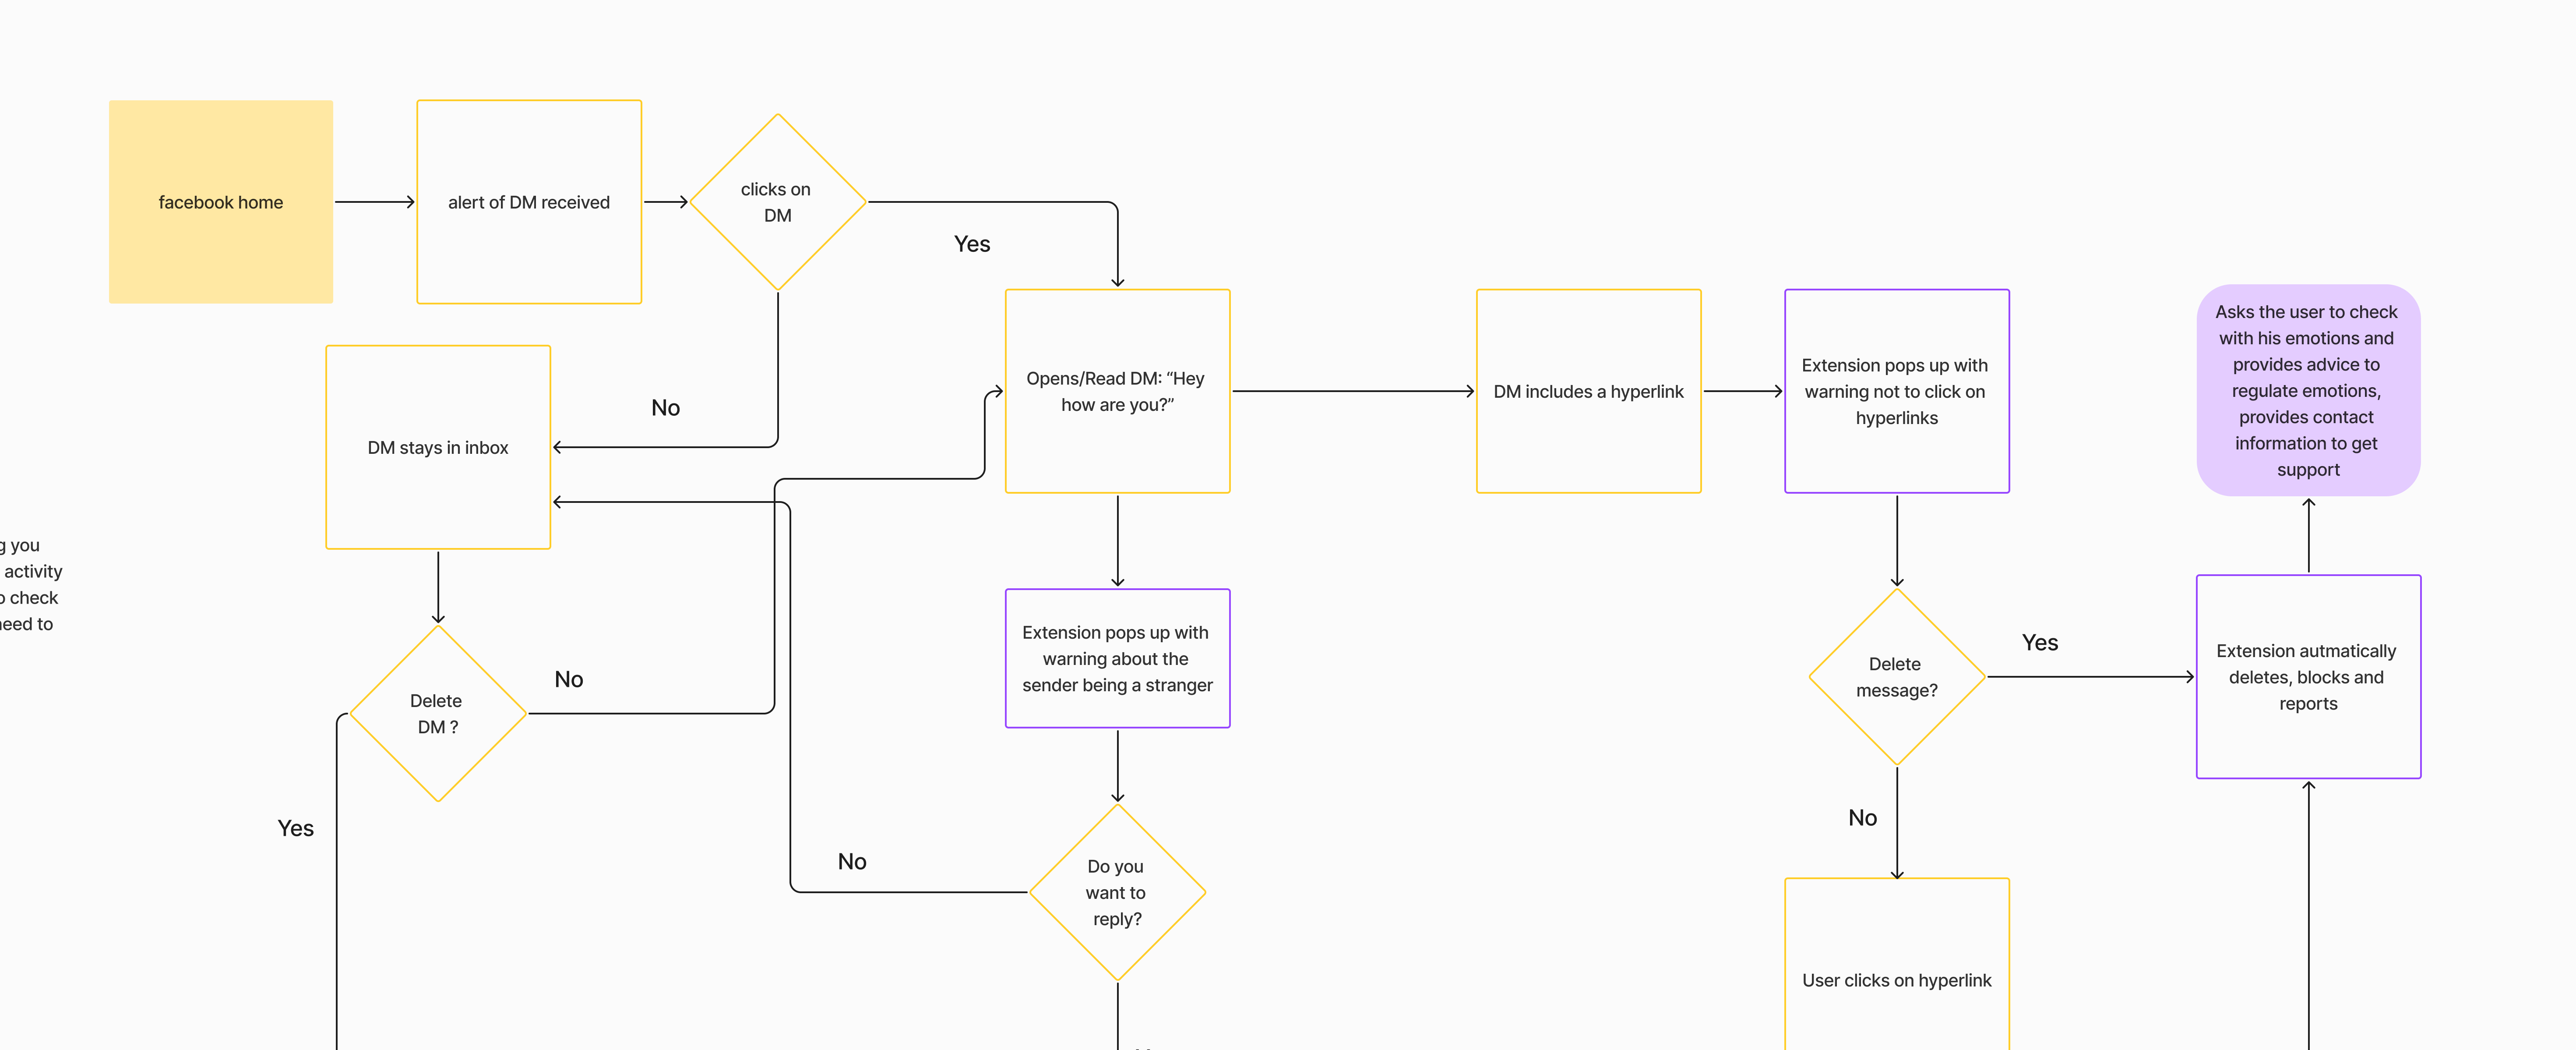 facebook home
alert of DM received
clicks on
DM
Yes
No
DM stays in inbox
Opens/Read DM: “Hey
how are you?”
DM includes a hyperlink
Extension pops up with
warning not to click on
hyperlinks
Asks the user to check
with his emotions and
provides advice to
regulate emotions,
provides contact
information to get
support
g you
activity
o check
need to
Delete
DM ?
No
Yes
Extension pops up with
warning about the
sender being a stranger
Do you
want to
reply?
No
Delete
message?
Yes
No
Extension autmatically
deletes, blocks and
reports
User clicks on hyperlink